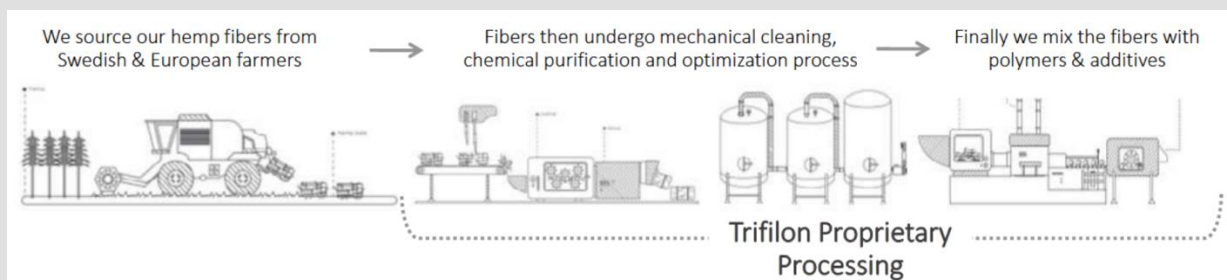 We source our hemp fibers from
Swedish & European farmers
Fibers then undergo mechanical cleaning,
chemical purification and optimization process
Finally we mix the fibers with
polymers & additives
Trifilon Proprietary
Processing